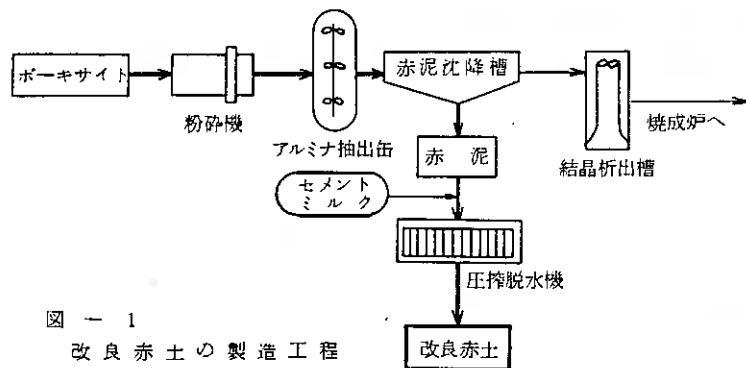 ボーキサイト
粉砕機
アルミナ抽出缶
赤泥沈降槽
結晶析出槽
焼成炉へ
赤 泥
セメント
ミルク
圧搾脱水機
改良赤土
図 － 1
改良赤土の製造工程